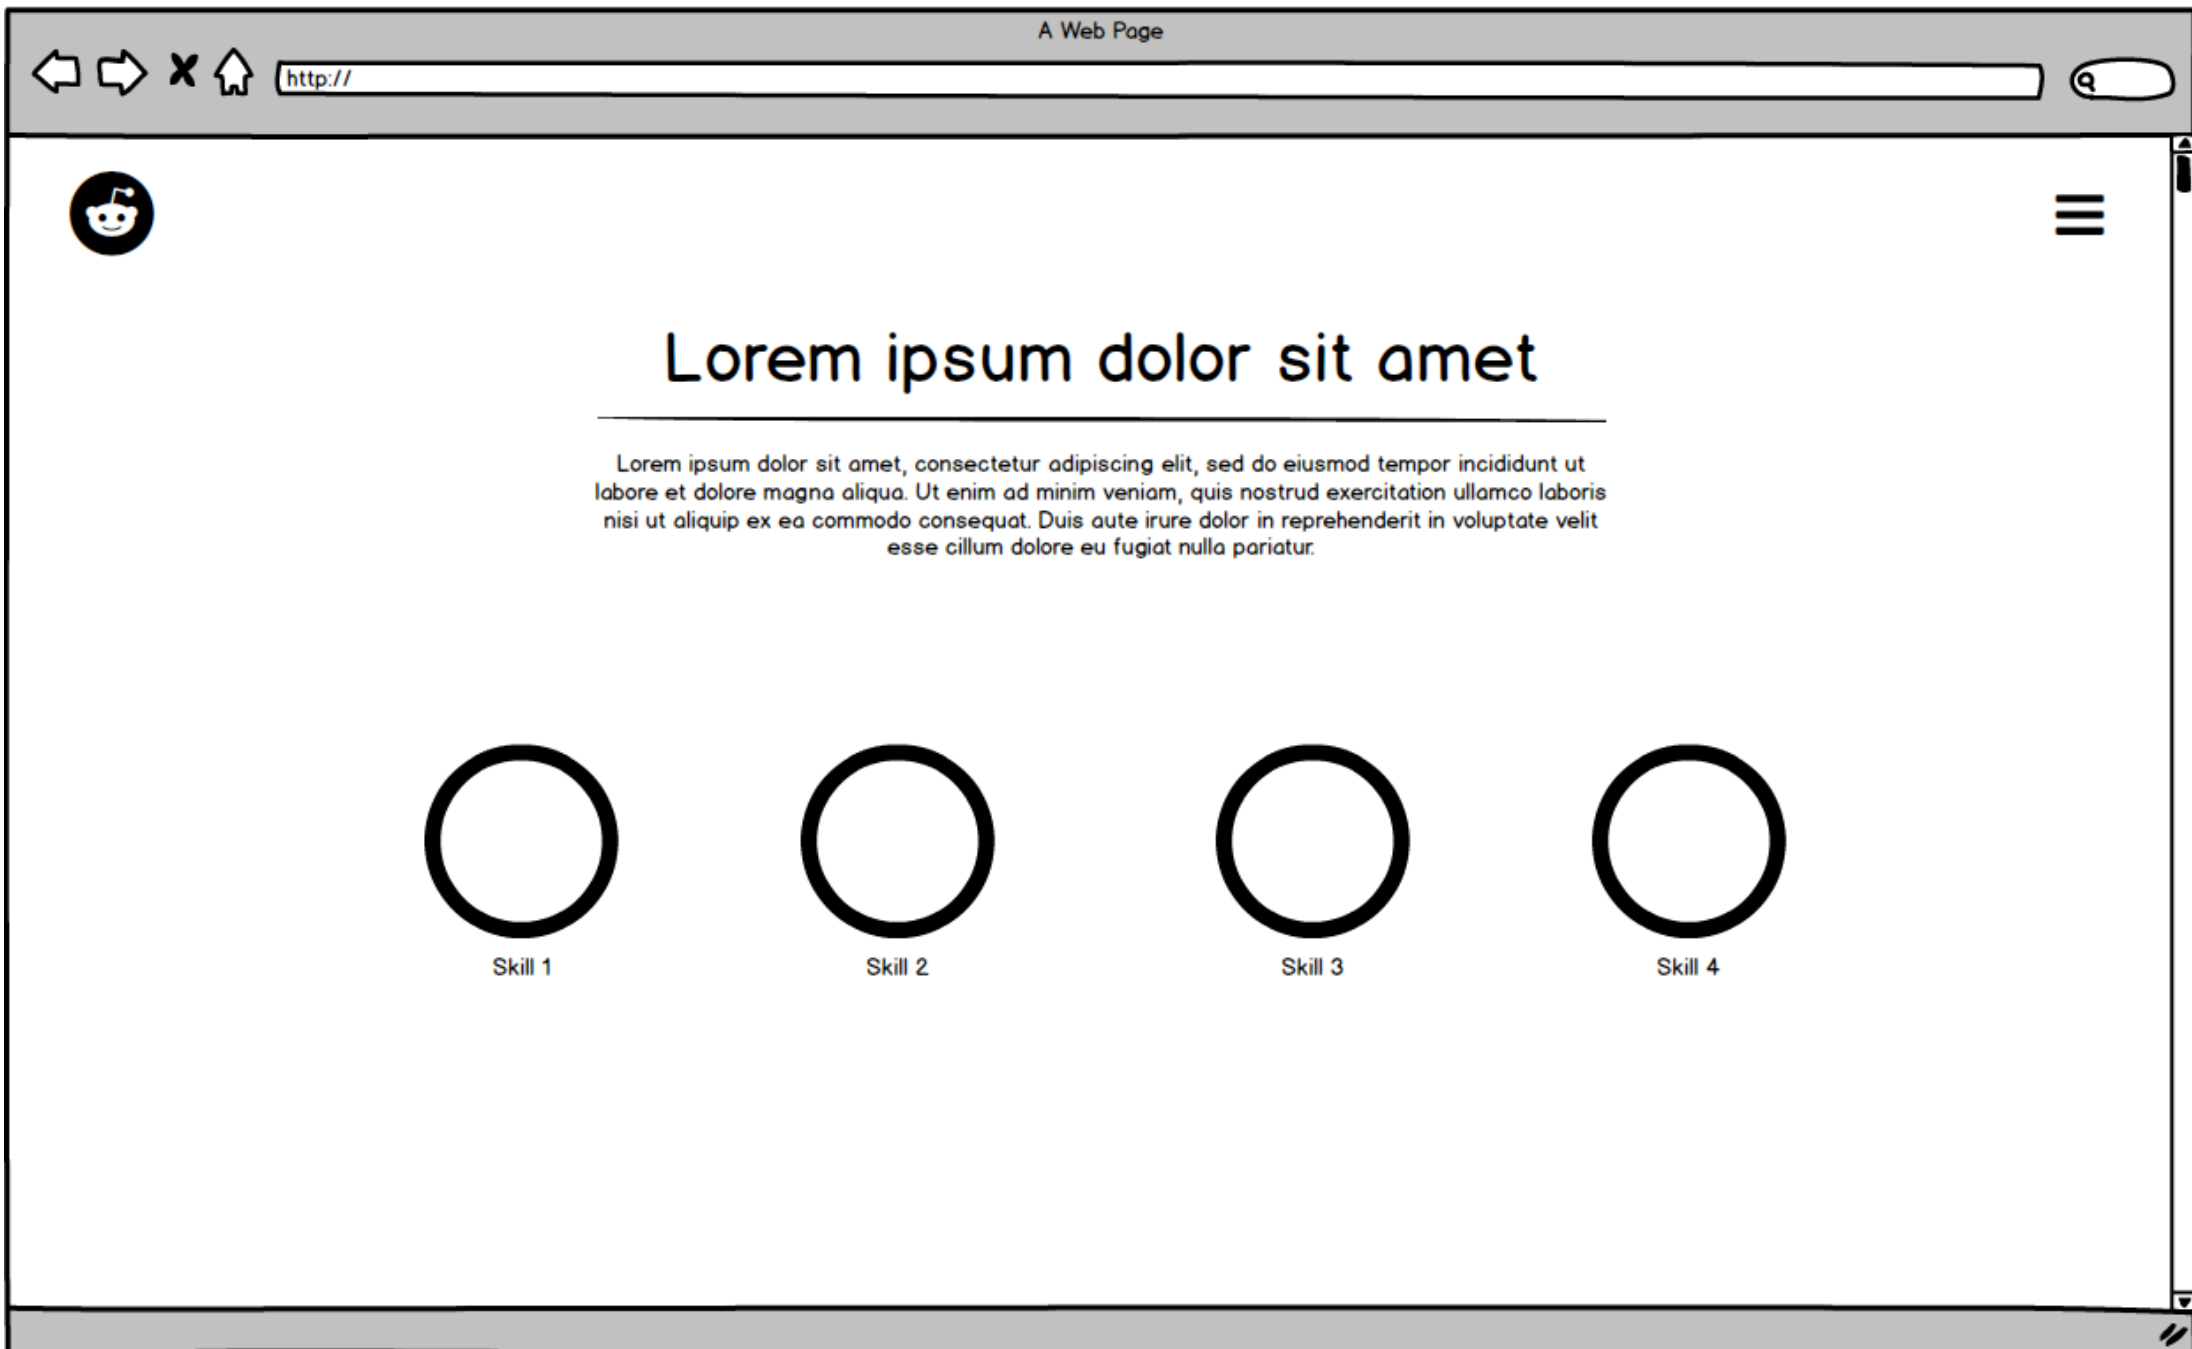 A Web Page
http://
Lorem ipsum dolor sit amet
Lorem ipsum dolor sit amet, consectetur adipiscing elit, sed do eiusmod tempor incididunt ut
labore et dolore magna aliqua. Ut enim ad minim veniam, quis nostrud exercitation ullamco laboris
nisi ut aliquip ex ea commodo consequat. Duis aute irure dolor in reprehenderit in voluptate velit
esse cillum dolore eu fugiat nulla pariatur.
Skill 1
Skill 2
Skill 3
Skill 4